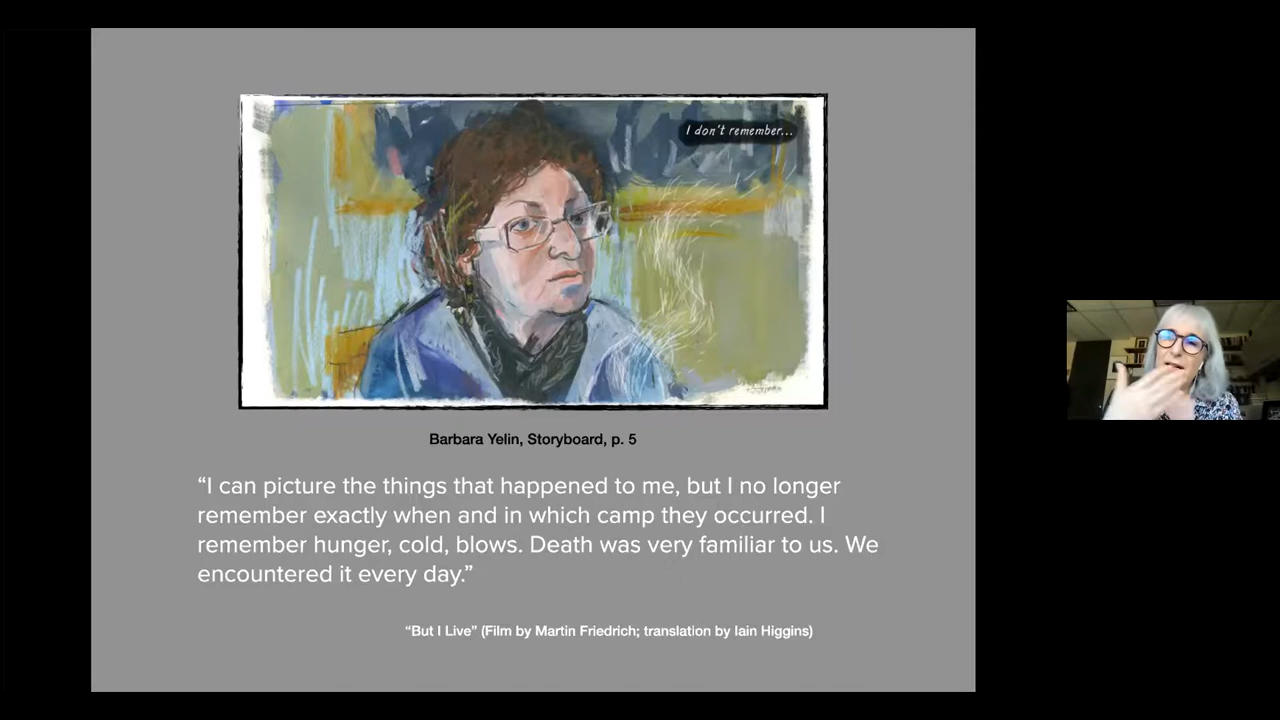 I don't remember...
Barbara Yelin, Storyboard, p. 5
“I can picture the things that happened to me, but I no longer
remember exactly when and in which camp they occurred. I
remember hunger, cold, blows. Death was very familiar to us. We
encountered it every day.”
“But I Live” (Film by Martin Friedrich; translation by Iain Higgins)